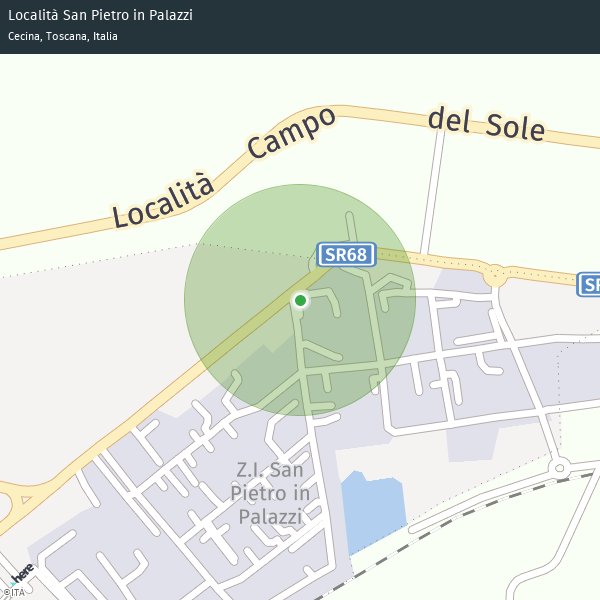 Località San Pietro in Palazzi
Cecina, Toscana, Italia
Località Campo del Sole
SR68
SR
Z.I. San
Pietro in
Palazzi
here
©ITA